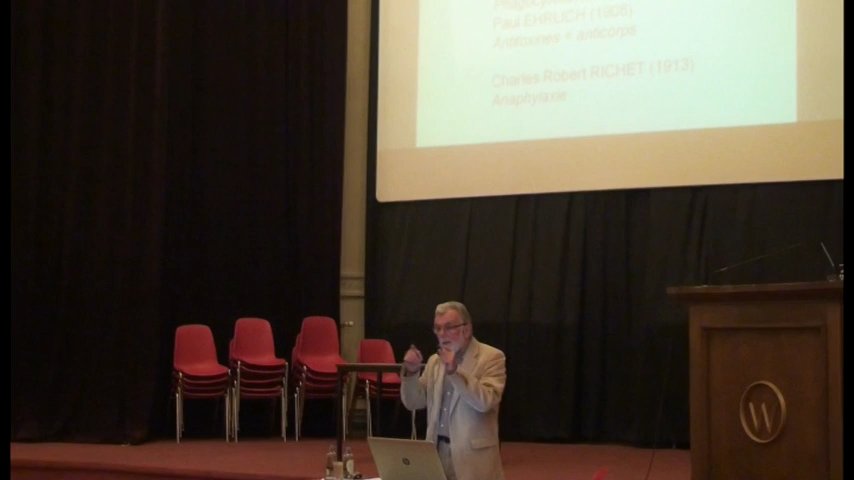 Paul EHRLICH (1908)
Antitoxines = anticorps
Charles Robert RICHET (1913)
Anaphylaxie
W